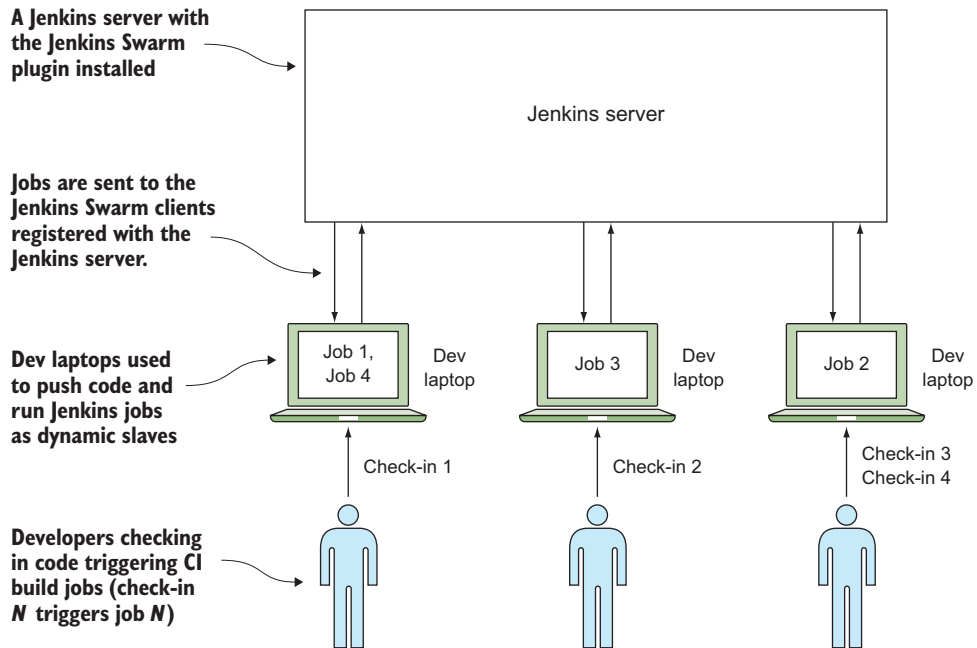 A Jenkins server with
the Jenkins Swarm
plugin installed
Jenkins server
Jobs are sent to the
Jenkins Swarm clients
registered with the
Jenkins server.
Dev laptops used
to push code and
run Jenkins jobs
as dynamic slaves
Job 1,
Job 4
Dev
laptop
Job 3
Dev
laptop
Job 2
Dev
laptop
Check-in 1
Check-in 2
Check-in 3
Check-in 4
Developers checking
in code triggering CI
build jobs (check-in
N triggers job N)